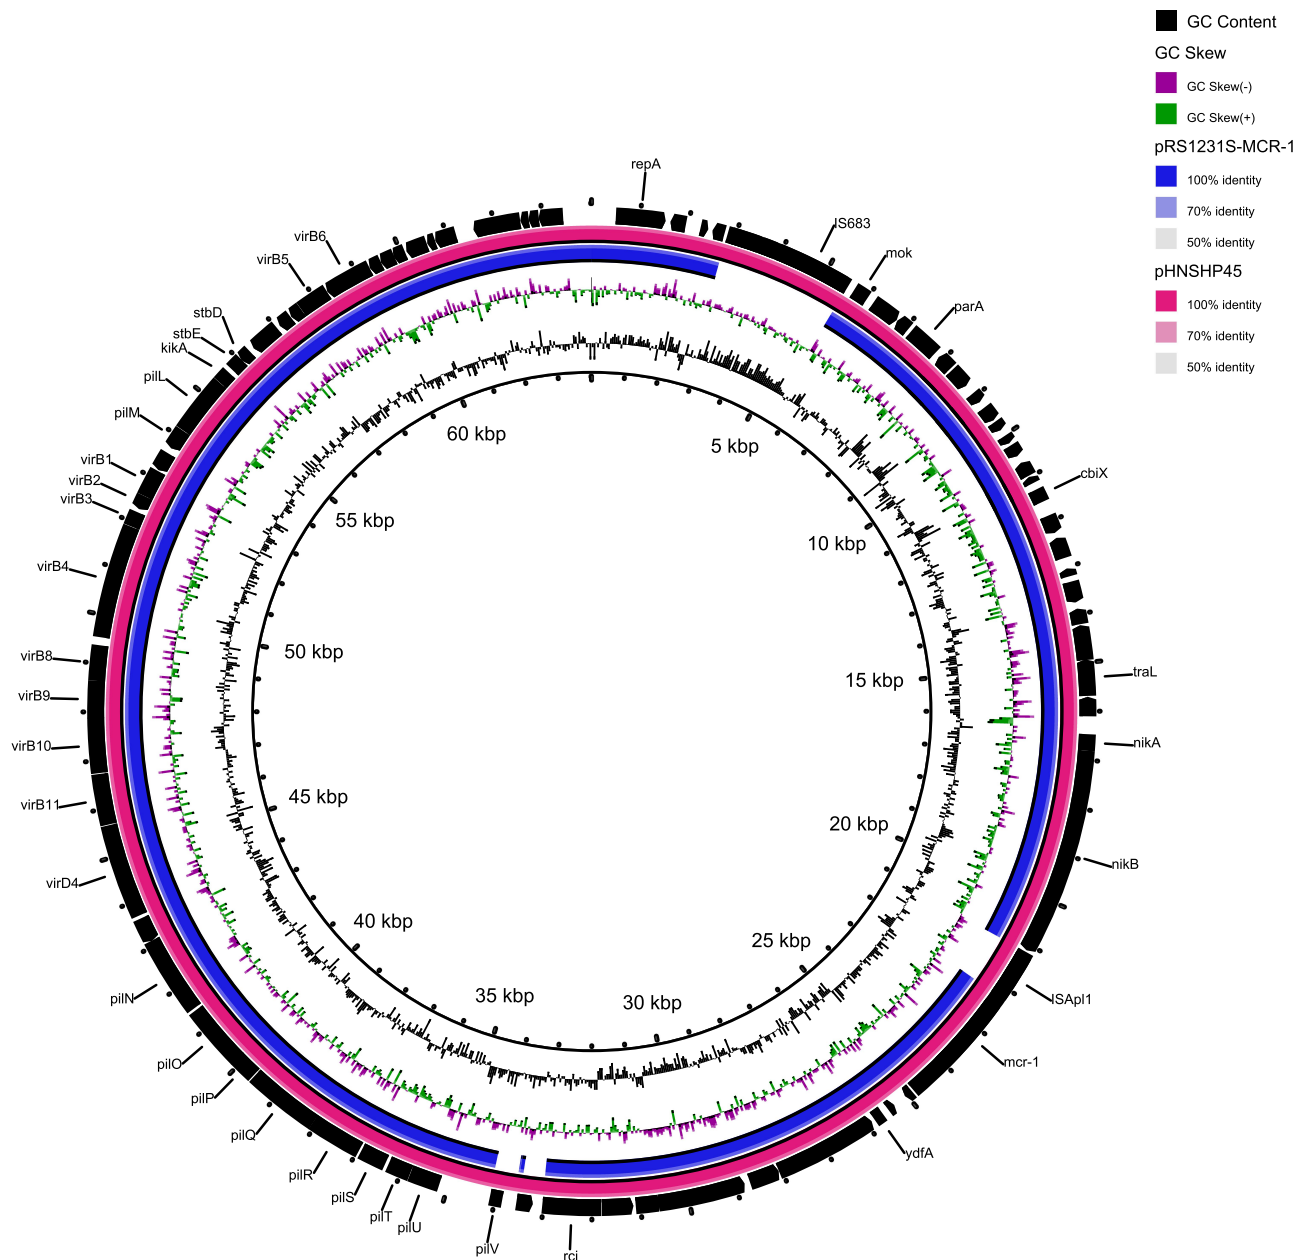 GC Content
GC Skew
GC Skew(-)
GC Skew(+)
pRS1231S-MCR-1
100% identity
70% identity
50% identity
pHNSHP45
100% identity
70% identity
50% identity
repA
IS683
mok
parA
cbiX
traL
nikA
nikB
ISApl1
mcr-1
ydfA
rci
pilV
pilU
pilT
pilS
pilR
pilQ
pilP
pilO
pilN
virD4
virB11
virB10
virB9
virB8
virB4
virB3
virB2
virB1
pilM
pilL
kikA
stbE
stbD
virB5
virB6
5 kbp
10 kbp
15 kbp
20 kbp
25 kbp
30 kbp
35 kbp
40 kbp
45 kbp
50 kbp
55 kbp
60 kbp